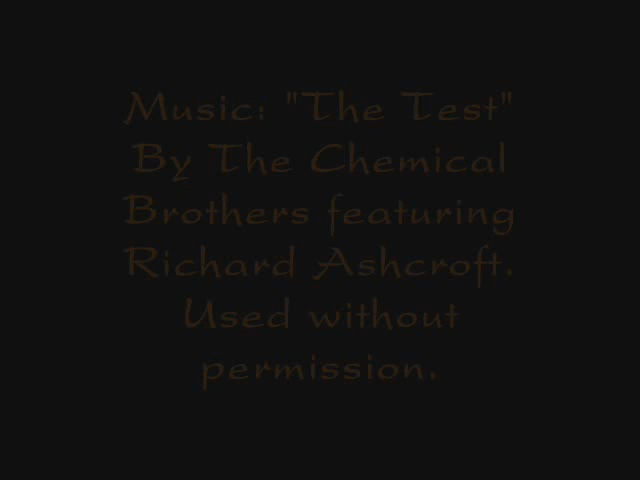 Music: "The Test"
By The Chemical
Brothers featuring
Richard Ashcroft.
Used without
permission.